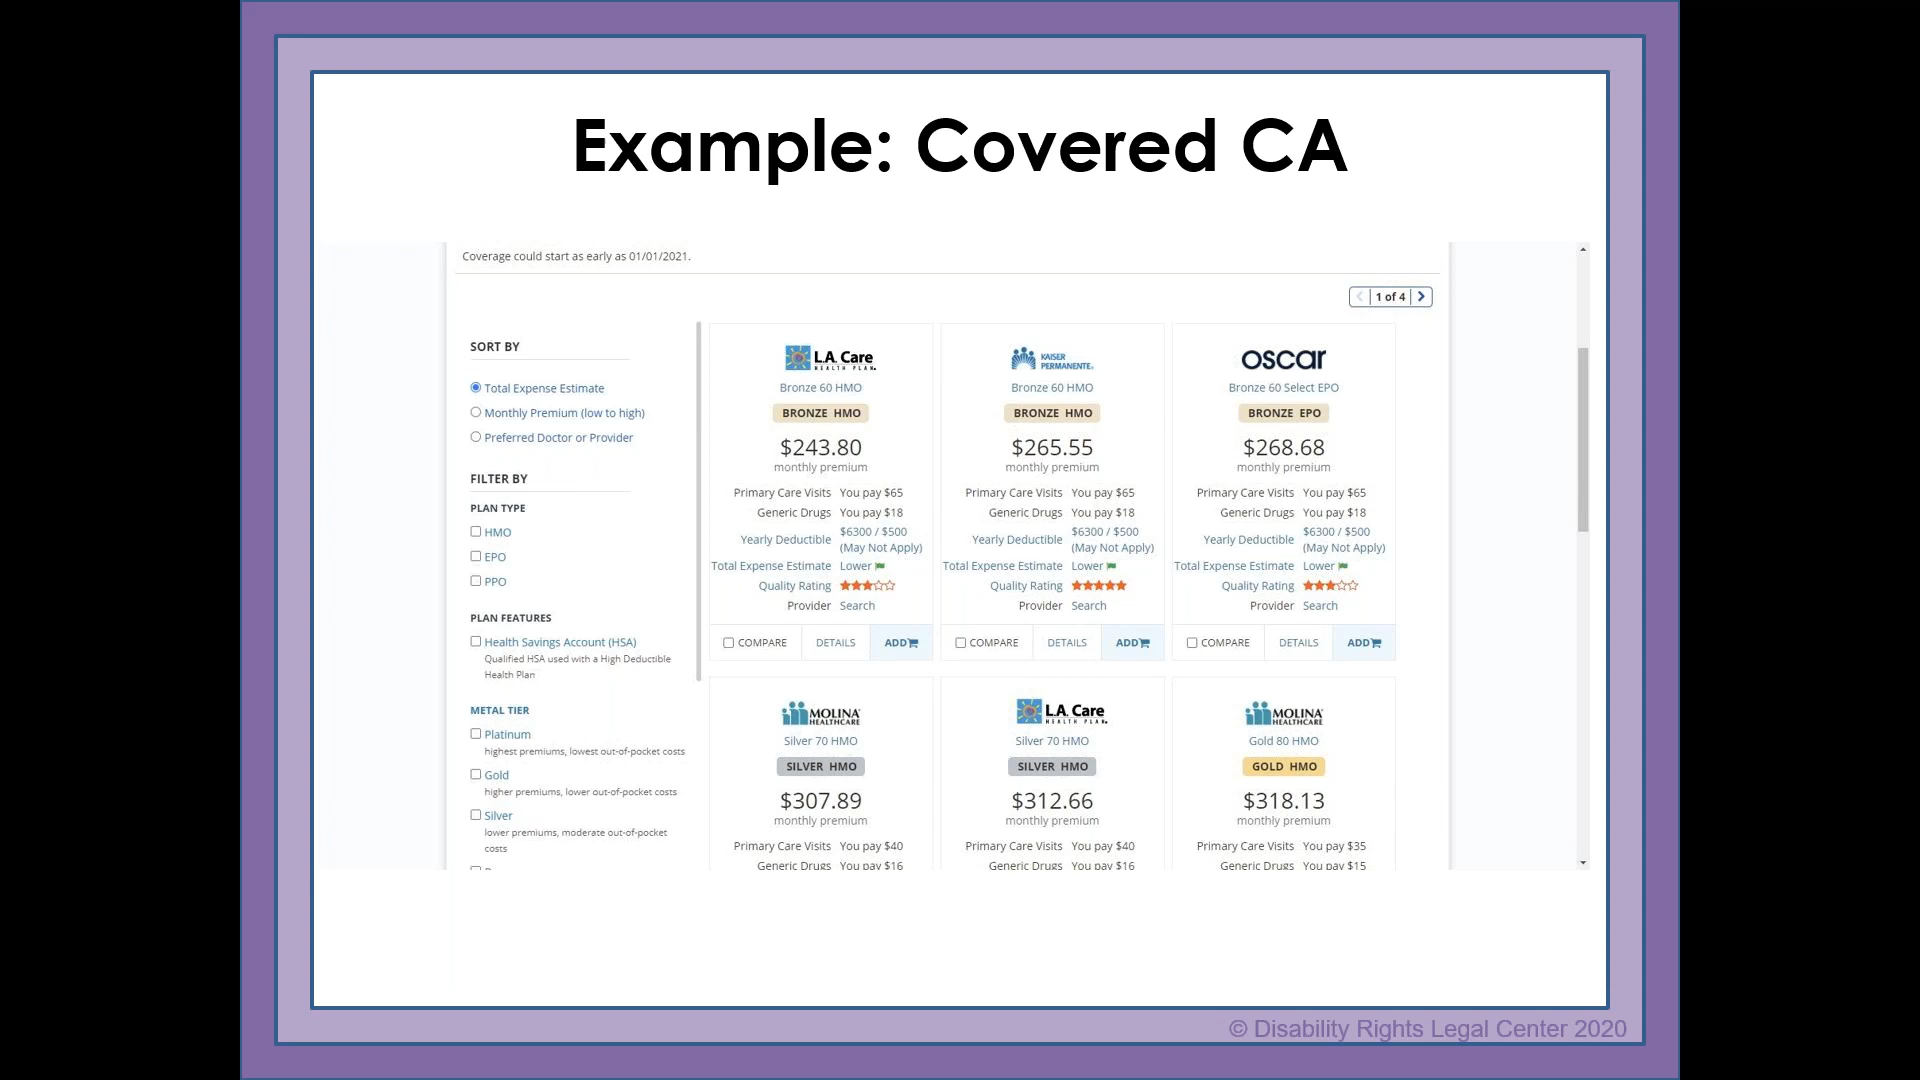 Example: Covered CA
Coverage could start as early as 01/01/2021.
1 of 4
SORT BY
Total Expense Estimate
Monthly Premium (low to high)
Preferred Doctor or Provider
FILTER BY
PLAN TYPE
HMO
EPO
PPO
PLAN FEATURES
Health Savings Account (HSA)
Qualified HSA used with a High Deductible
Health Plan
METAL TIER
Platinum
highest premiums, lowest out-of-pocket costs
Gold
higher premiums, lower out-of-pocket costs
Silver
lower premiums, moderate out-of-pocket
costs
L.A. Care
HEALTH PLAN®
Bronze 60 HMO
BRONZE HMO
$243.80
monthly premium
Primary Care Visits You pay $65
Generic Drugs You pay $18
Yearly Deductible $6300 / $500
(May Not Apply)
Total Expense Estimate Lower
Quality Rating
Provider Search
COMPARE DETAILS ADD
KAISER
PERMANENTE®
Bronze 60 HMO
BRONZE HMO
$265.55
monthly premium
Primary Care Visits You pay $65
Generic Drugs You pay $18
Yearly Deductible $6300 / $500
(May Not Apply)
Total Expense Estimate Lower
Quality Rating
Provider Search
COMPARE DETAILS ADD
oscar
Bronze 60 Select EPO
BRONZE EPO
$268.68
monthly premium
Primary Care Visits You pay $65
Generic Drugs You pay $18
Yearly Deductible $6300 / $500
(May Not Apply)
Total Expense Estimate Lower
Quality Rating
Provider Search
COMPARE DETAILS ADD
MOLINA
HEALTHCARE
Silver 70 HMO
SILVER HMO
$307.89
monthly premium
Primary Care Visits You pay $40
Generic Drugs You pay $16
L.A. Care
HEALTH PLAN®
Silver 70 HMO
SILVER HMO
$312.66
monthly premium
Primary Care Visits You pay $40
Generic Drugs You pay $16
MOLINA
HEALTHCARE
Gold 80 HMO
GOLD HMO
$318.13
monthly premium
Primary Care Visits You pay $35
Generic Drugs You pay $15
© Disability Rights Legal Center 2020